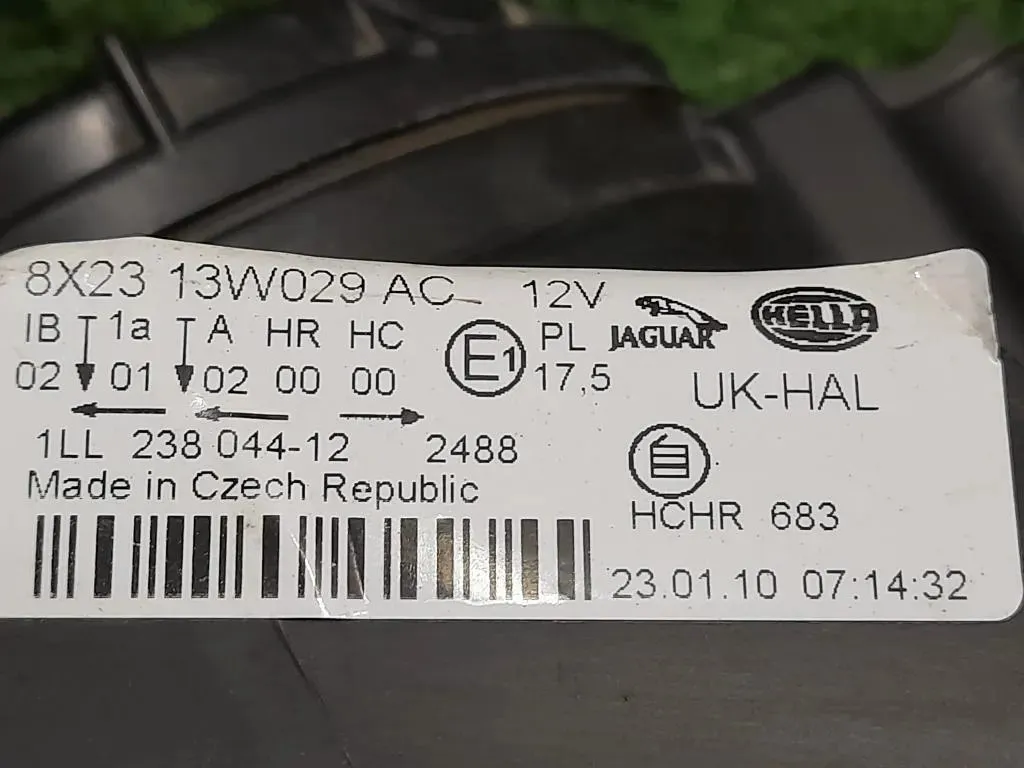 8X23 13W029 AC 12V
IB 1a A HR HC E1 PL JAGUAR HELLA
02 01 02 00 00 17,5 UK-HAL
1LL 238 044-12 2488
Made in Czech Republic
HCHR 683
23.01.10 07:14:32